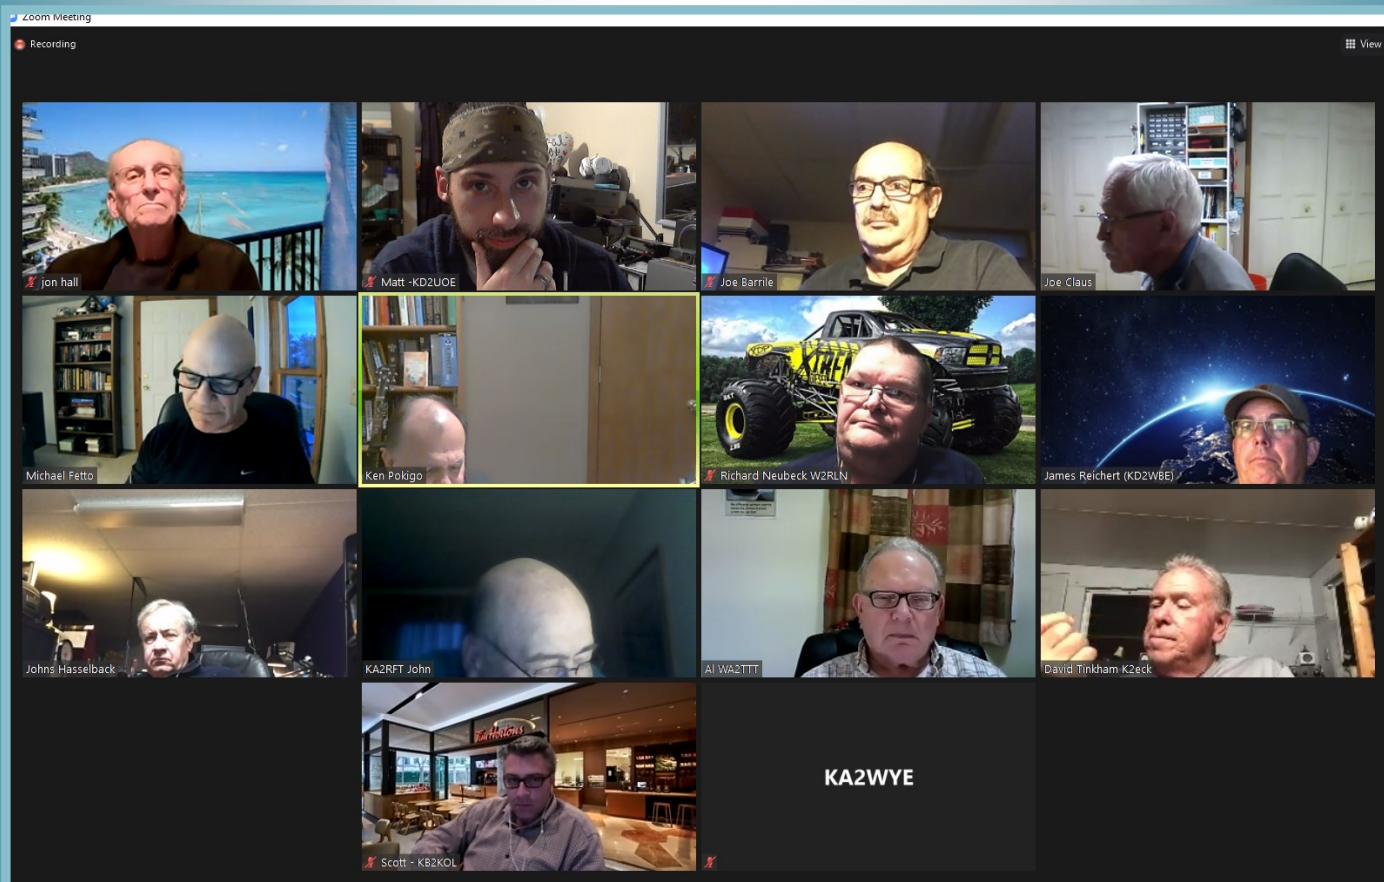 Zoom Meeting
Recording
View
jon hall
Matt -KD2UOE
Joe Barrile
Joe Claus
Michael Fetto
Ken Pokigo
XTREM
Richard Neubeck W2RLN
James Reichert (KD2WBE)
Johns Hasselback
KA2RFT John
Al WA2TTT
David Tinkham K2eck
Tim Hortons
Scott - KB2KOL
KA2WYE